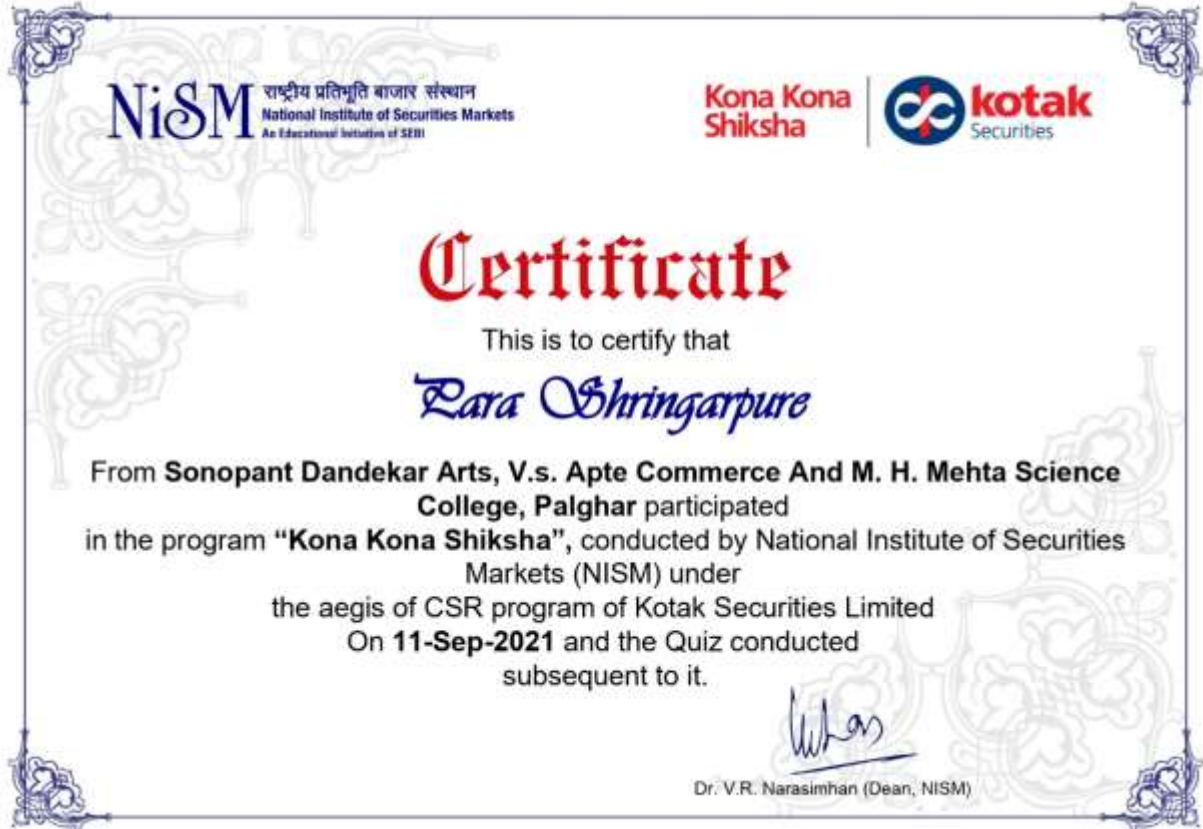 NiSM
राष्ट्रीय प्रतिभूति बाजार संस्थान
National Institute of Securities Markets
An Educational Initiative of SEBI
Kona Kona
Shiksha
kotak
Securities
Certificate
This is to certify that
Para Shringarpure
From Sonopant Dandekar Arts, V.s. Apte Commerce And M. H. Mehta Science
College, Palghar participated
in the program “Kona Kona Shiksha”, conducted by National Institute of Securities
Markets (NISM) under
the aegis of CSR program of Kotak Securities Limited
On 11-Sep-2021 and the Quiz conducted
subsequent to it.
Dr. V.R. Narasimhan (Dean, NISM)